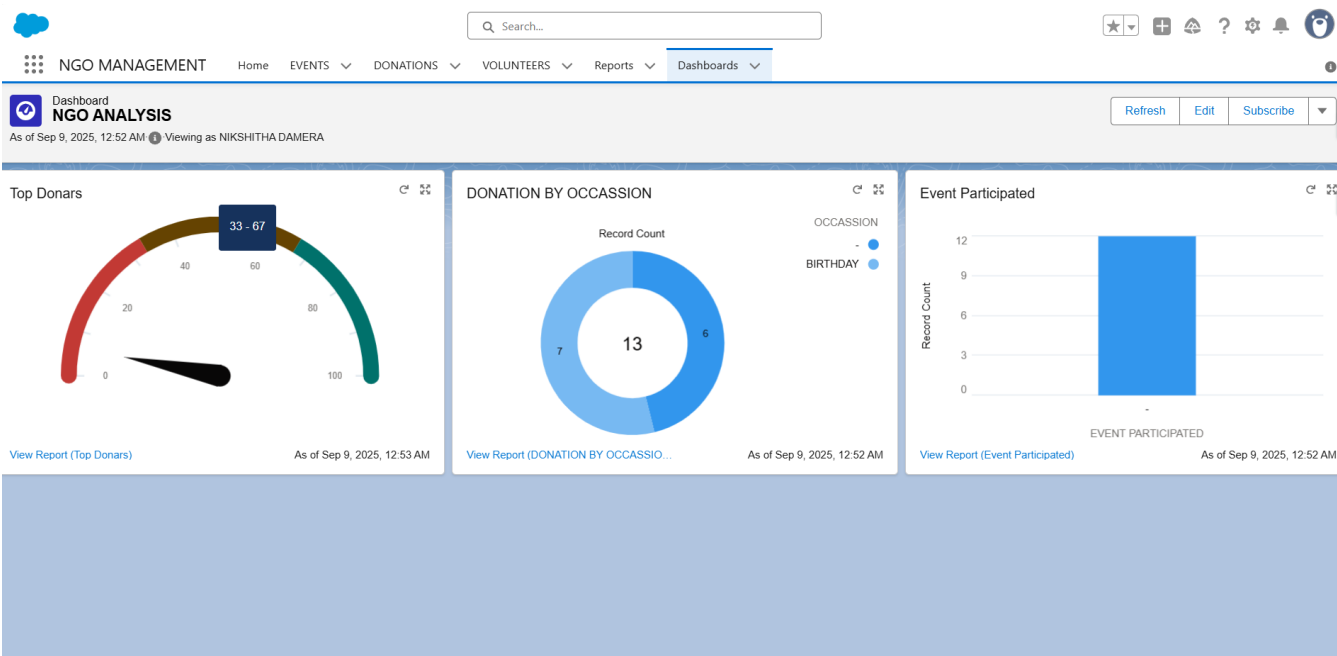 Search...
NGO MANAGEMENT Home EVENTS DONATIONS VOLUNTEERS Reports Dashboards
Dashboard
NGO ANALYSIS
As of Sep 9, 2025, 12:52 AM Viewing as NIKSHITHA DAMERA
Refresh Edit Subscribe
Top Donars
33 - 67
0
20
40
60
80
100
View Report (Top Donars) As of Sep 9, 2025, 12:53 AM
DONATION BY OCCASSION
OCCASSION
-
BIRTHDAY
Record Count
7
13
6
View Report (DONATION BY OCCASSIO... As of Sep 9, 2025, 12:52 AM
Event Participated
Record Count
12
9
6
3
0
-
EVENT PARTICIPATED
View Report (Event Participated) As of Sep 9, 2025, 12:52 AM